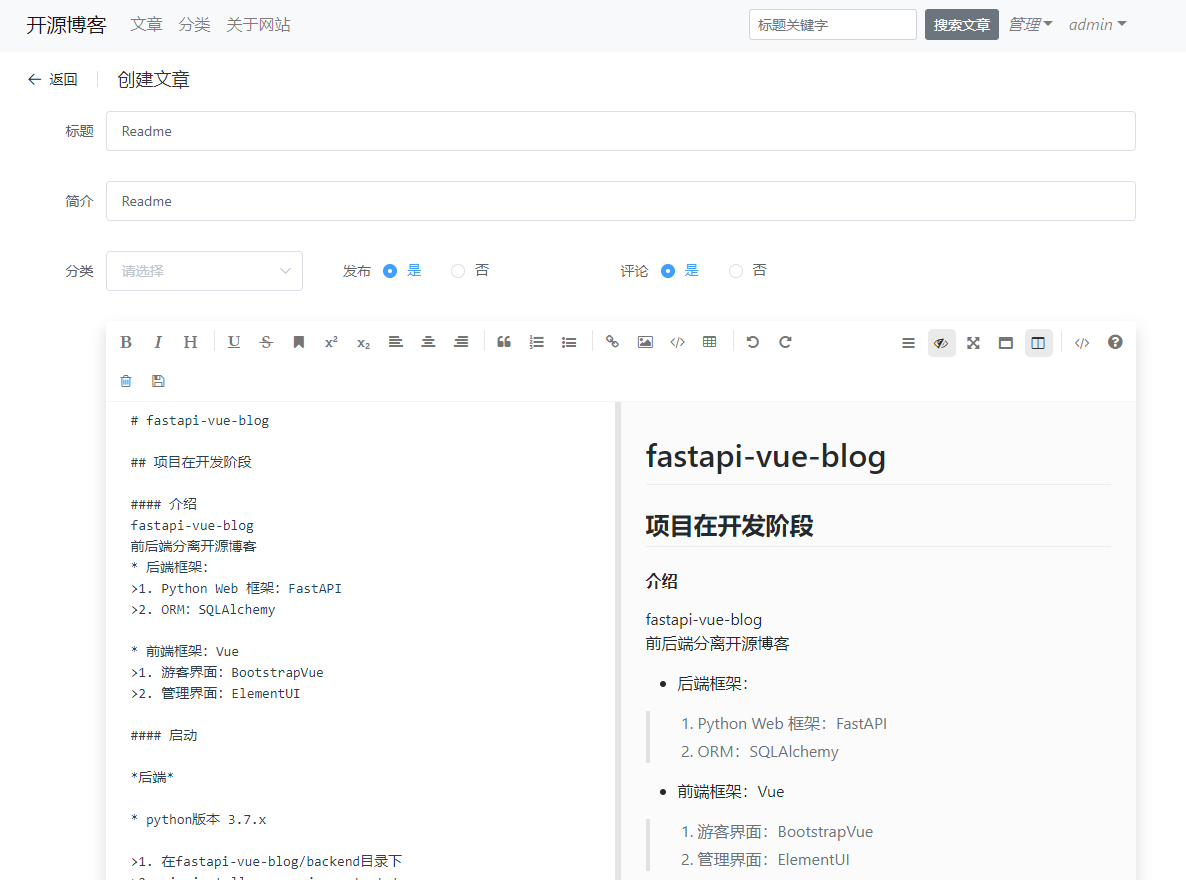 开源博客 文章 分类 关于网站 标题关键字 搜索文章 管理 admin
返回 创建文章
标题 Readme
简介 Readme
分类 请选择 发布 是 否 评论 是 否
B I H U S x² x₂
# fastapi-vue-blog
## 项目在开发阶段
#### 介绍
fastapi-vue-blog
前后端分离开源博客
* 后端框架：
>1. Python Web 框架：FastAPI
>2. ORM：SQLAlchemy
* 前端框架：Vue
>1. 游客界面：BootstrapVue
>2. 管理界面：ElementUI
#### 启动
*后端*
* python版本 3.7.x
>1. 在fastapi-vue-blog/backend目录下
fastapi-vue-blog
项目在开发阶段
介绍
fastapi-vue-blog
前后端分离开源博客
• 后端框架：
1. Python Web 框架：FastAPI
2. ORM：SQLAlchemy
• 前端框架：Vue
1. 游客界面：BootstrapVue
2. 管理界面：ElementUI